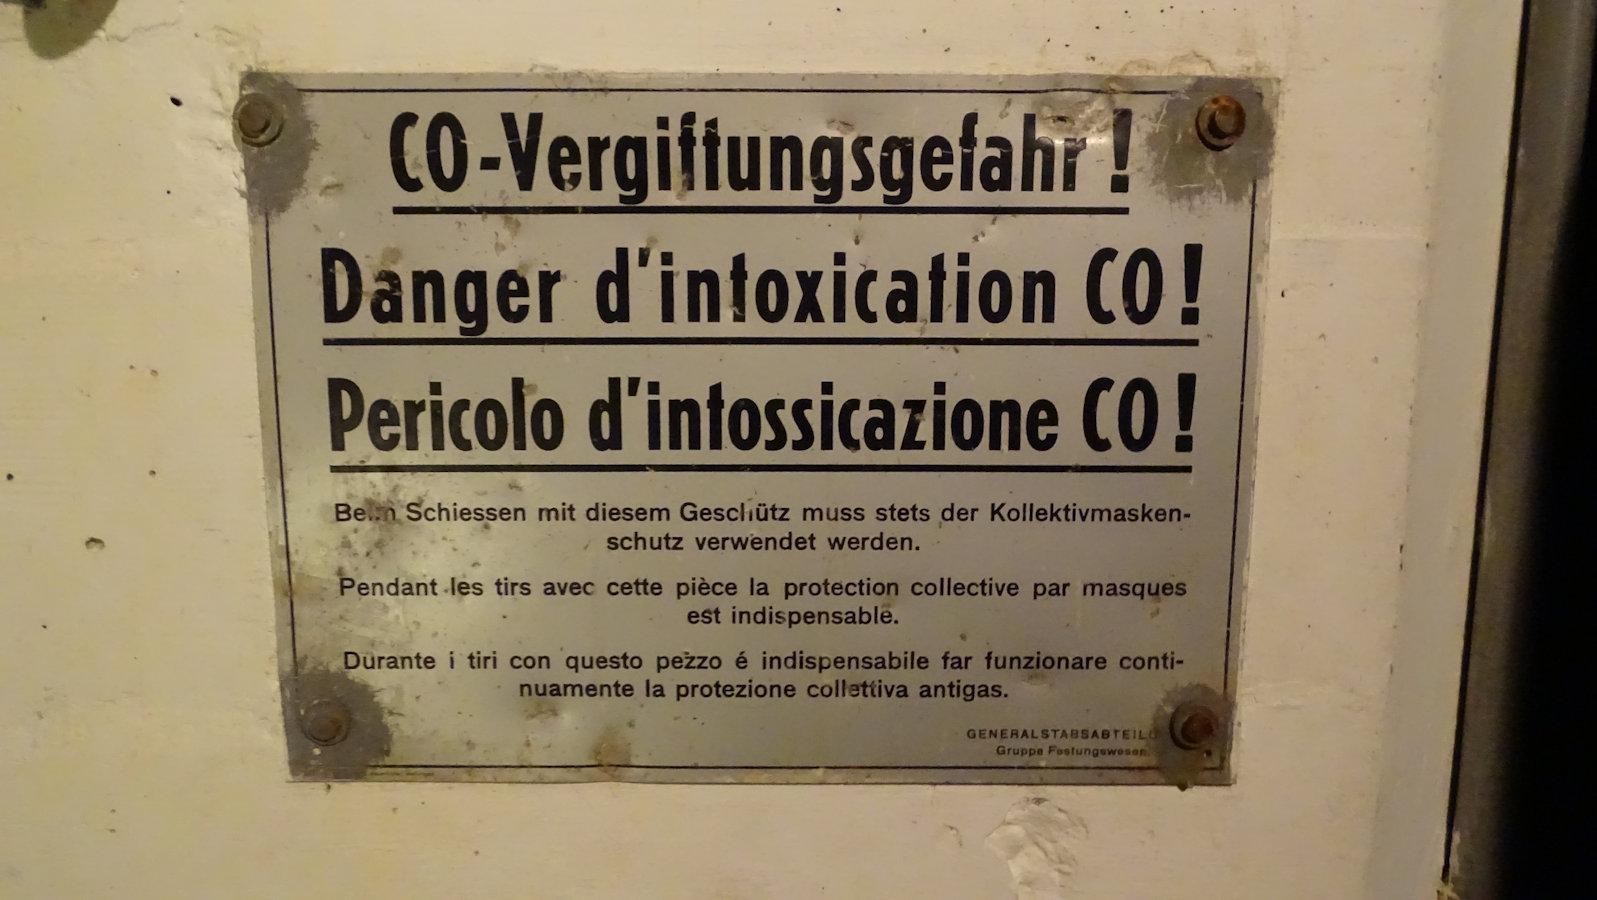 CO-Vergiftungsgefahr!
Danger d'intoxication CO!
Pericolo d'intossicazione CO!
Beim Schiessen mit diesem Geschütz muss stets der Kollektivmasken-
schutz verwendet werden.
Pendant les tirs avec cette pièce la protection collective par masques
est indispensable.
Durante i tiri con questo pezzo é indispensabile far funzionare conti-
nuamente la protezione collettiva antigas.
Gruppe Festungswesen